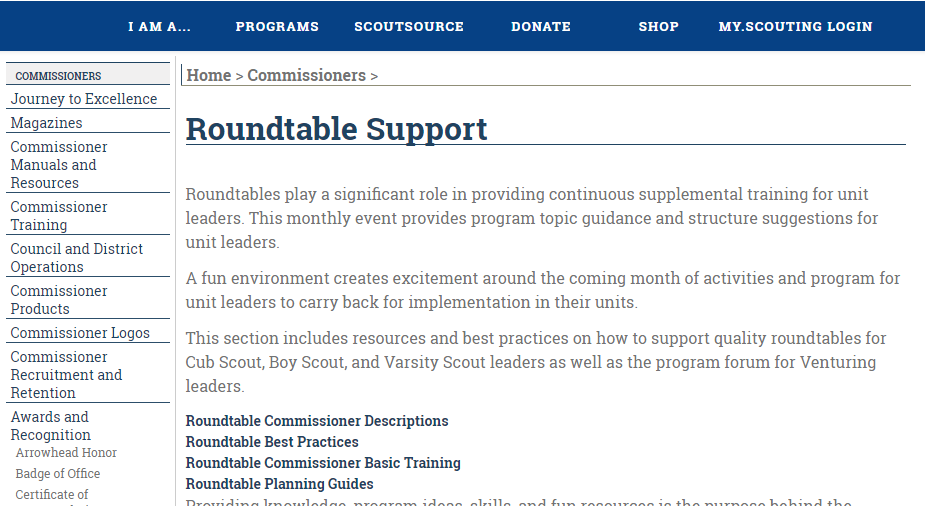 I AM A... PROGRAMS SCOUTSOURCE DONATE SHOP MY.SCOUTING LOGIN
COMMISSIONERS
Journey to Excellence
Magazines
Commissioner
Manuals and
Resources
Commissioner
Training
Council and District
Operations
Commissioner
Products
Commissioner Logos
Commissioner
Recruitment and
Retention
Awards and
Recognition
Arrowhead Honor
Badge of Office
Certificate of
Home > Commissioners >
Roundtable Support
Roundtables play a significant role in providing continuous supplemental training for unit
leaders. This monthly event provides program topic guidance and structure suggestions for
unit leaders.
A fun environment creates excitement around the coming month of activities and program for
unit leaders to carry back for implementation in their units.
This section includes resources and best practices on how to support quality roundtables for
Cub Scout, Boy Scout, and Varsity Scout leaders as well as the program forum for Venturing
leaders.
Roundtable Commissioner Descriptions
Roundtable Best Practices
Roundtable Commissioner Basic Training
Roundtable Planning Guides
Providing knowledge, program ideas, skills, and fun resources is the purpose behind the